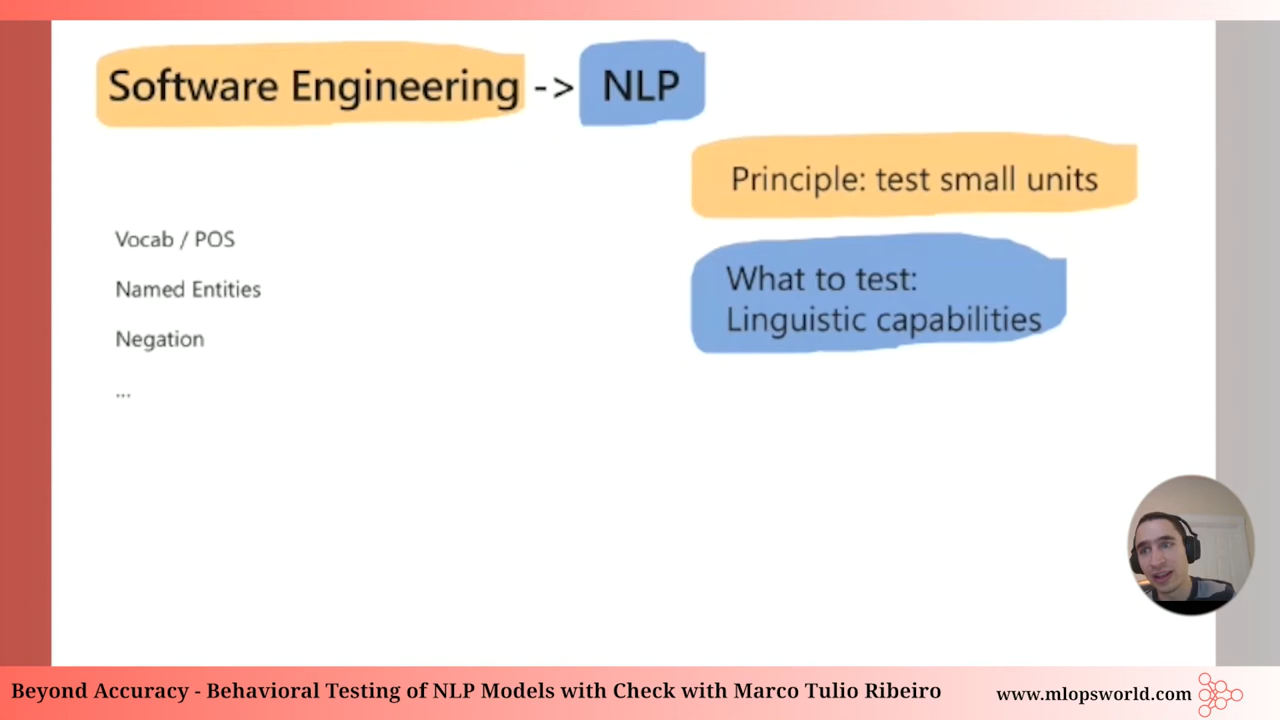 Software Engineering -> NLP
Principle: test small units
Vocab / POS
What to test:
Named Entities
Linguistic capabilities
Negation
...
Beyond Accuracy - Behavioral Testing of NLP Models with Check with Marco Tulio Ribeiro
www.mlopsworld.com